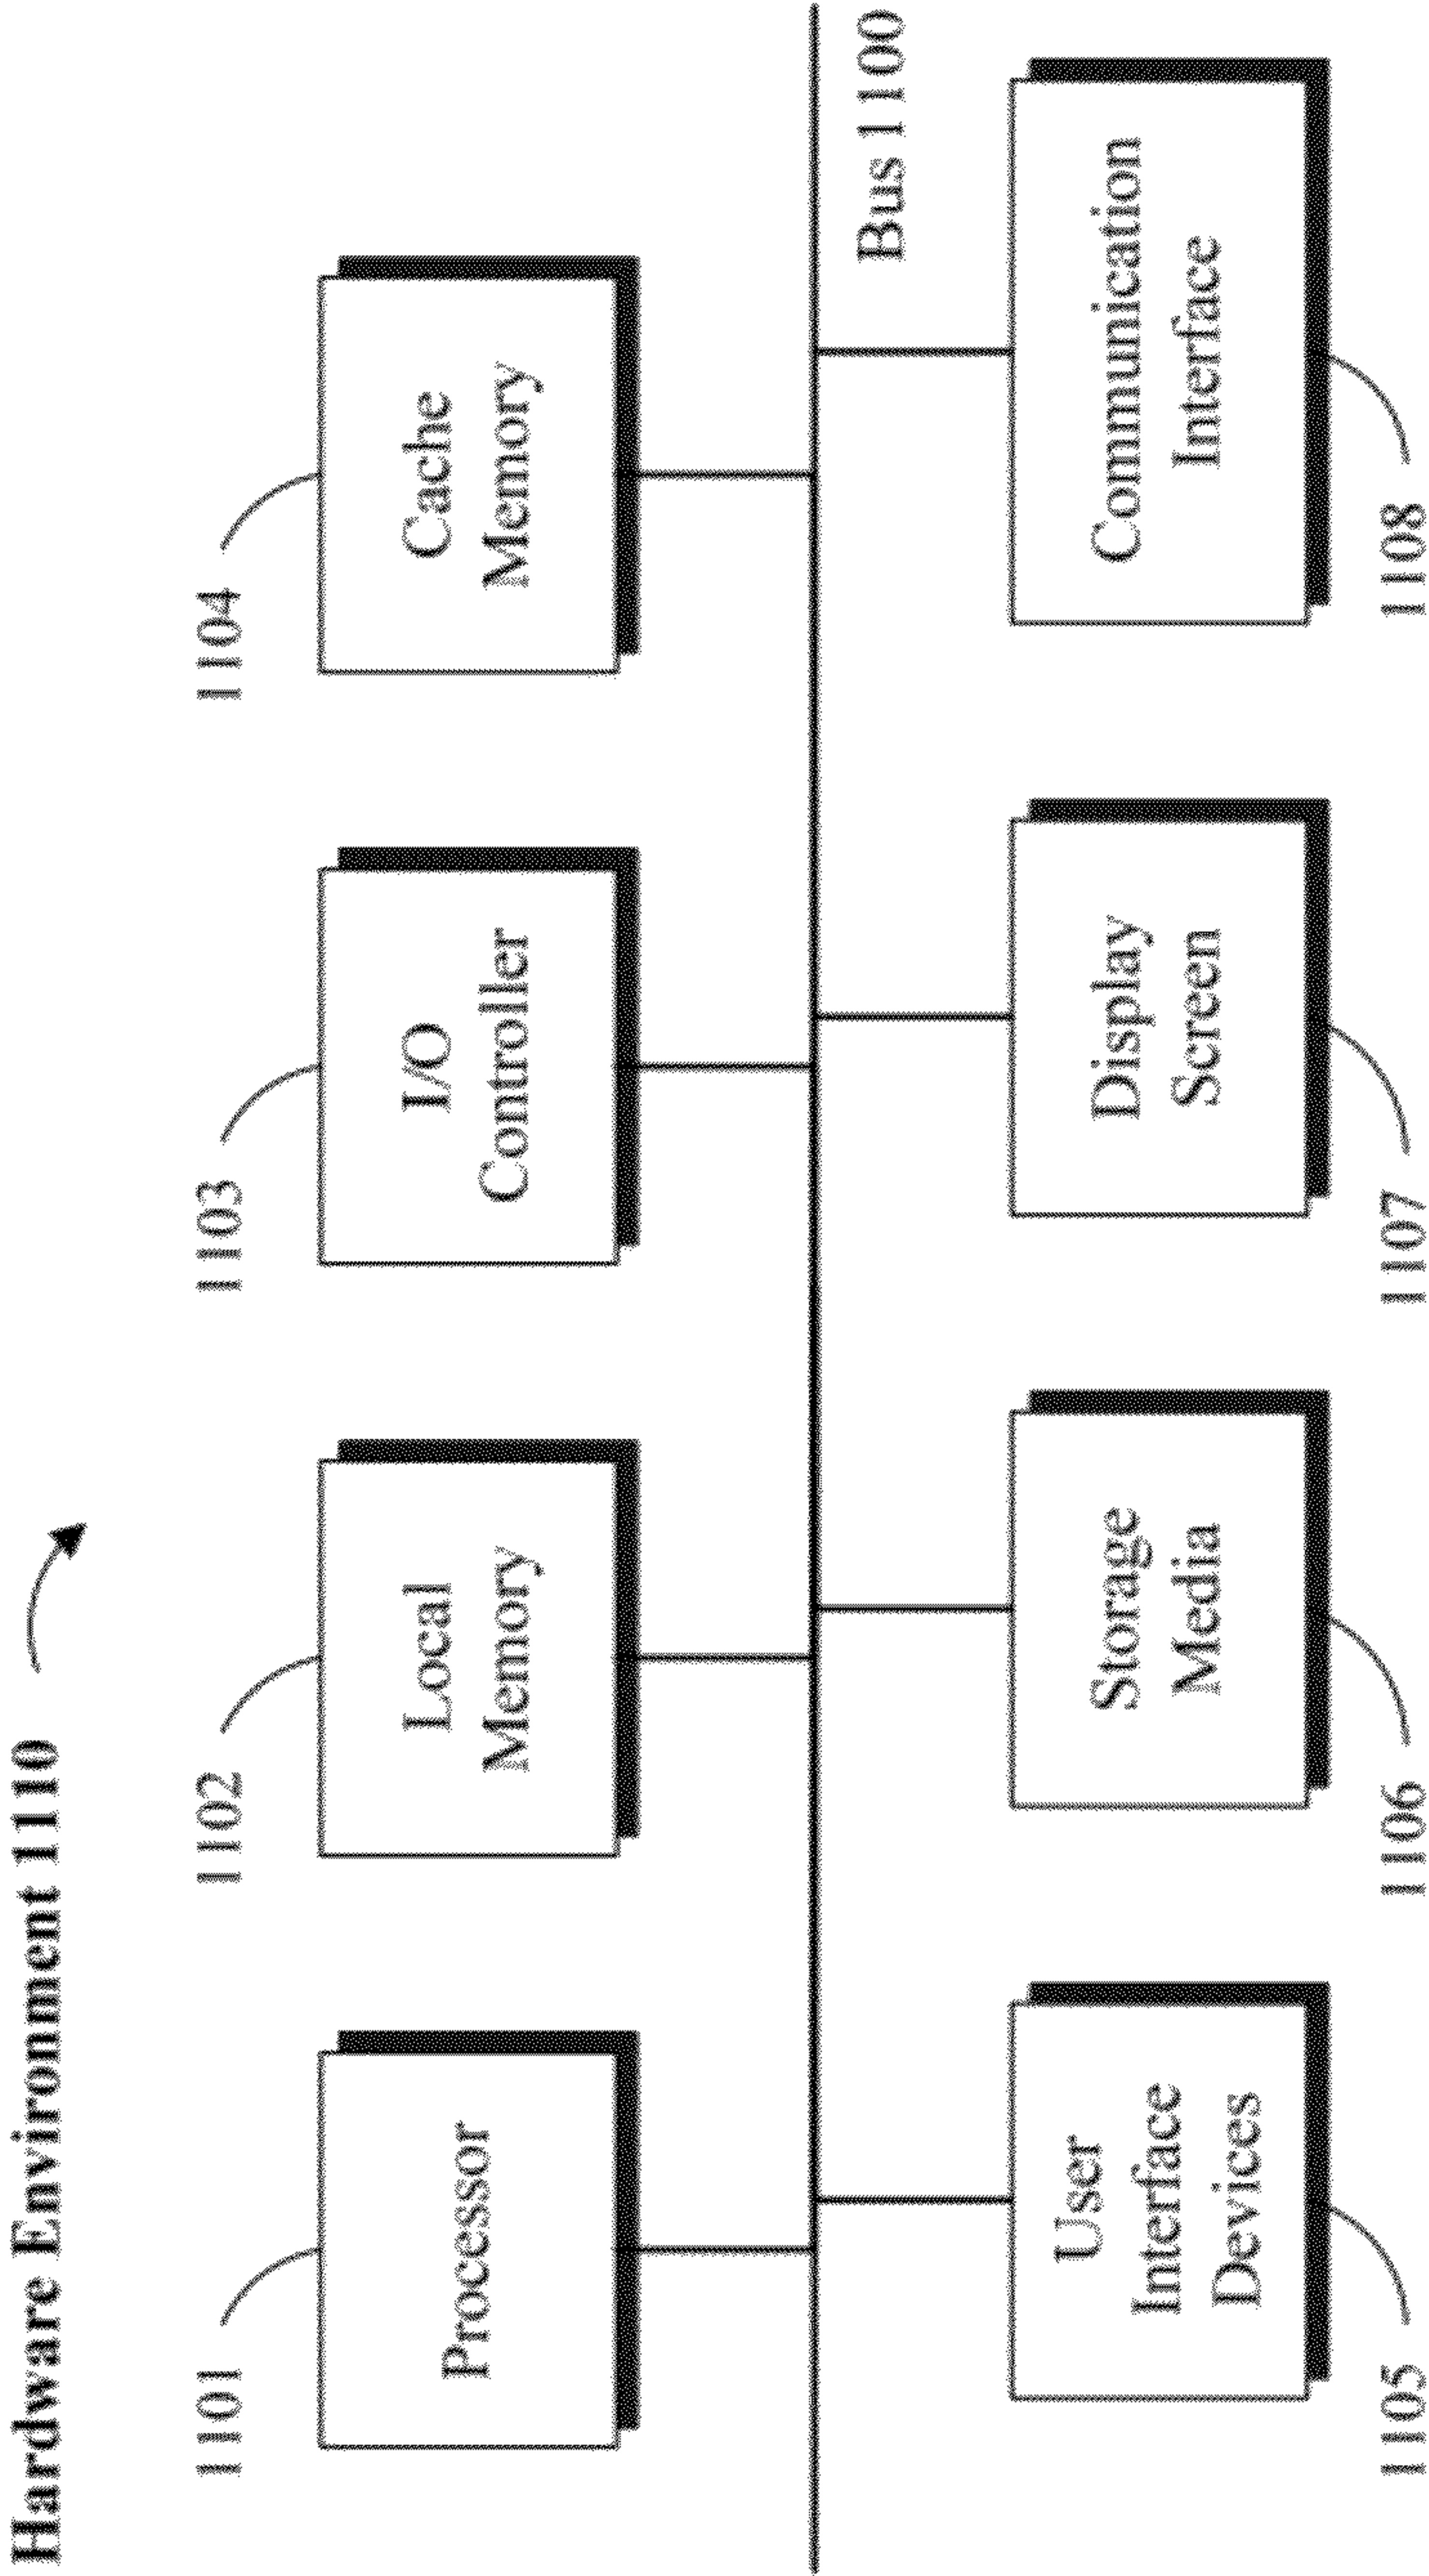 Hardware Environment 1110
1101
1102
1103
1104
Processor
Local
Memory
I/O
Controller
Cache
Memory
Bus 1100
User
Interface
Devices
Storage
Media
Display
Screen
Communication
Interface
1105
1106
1107
1108